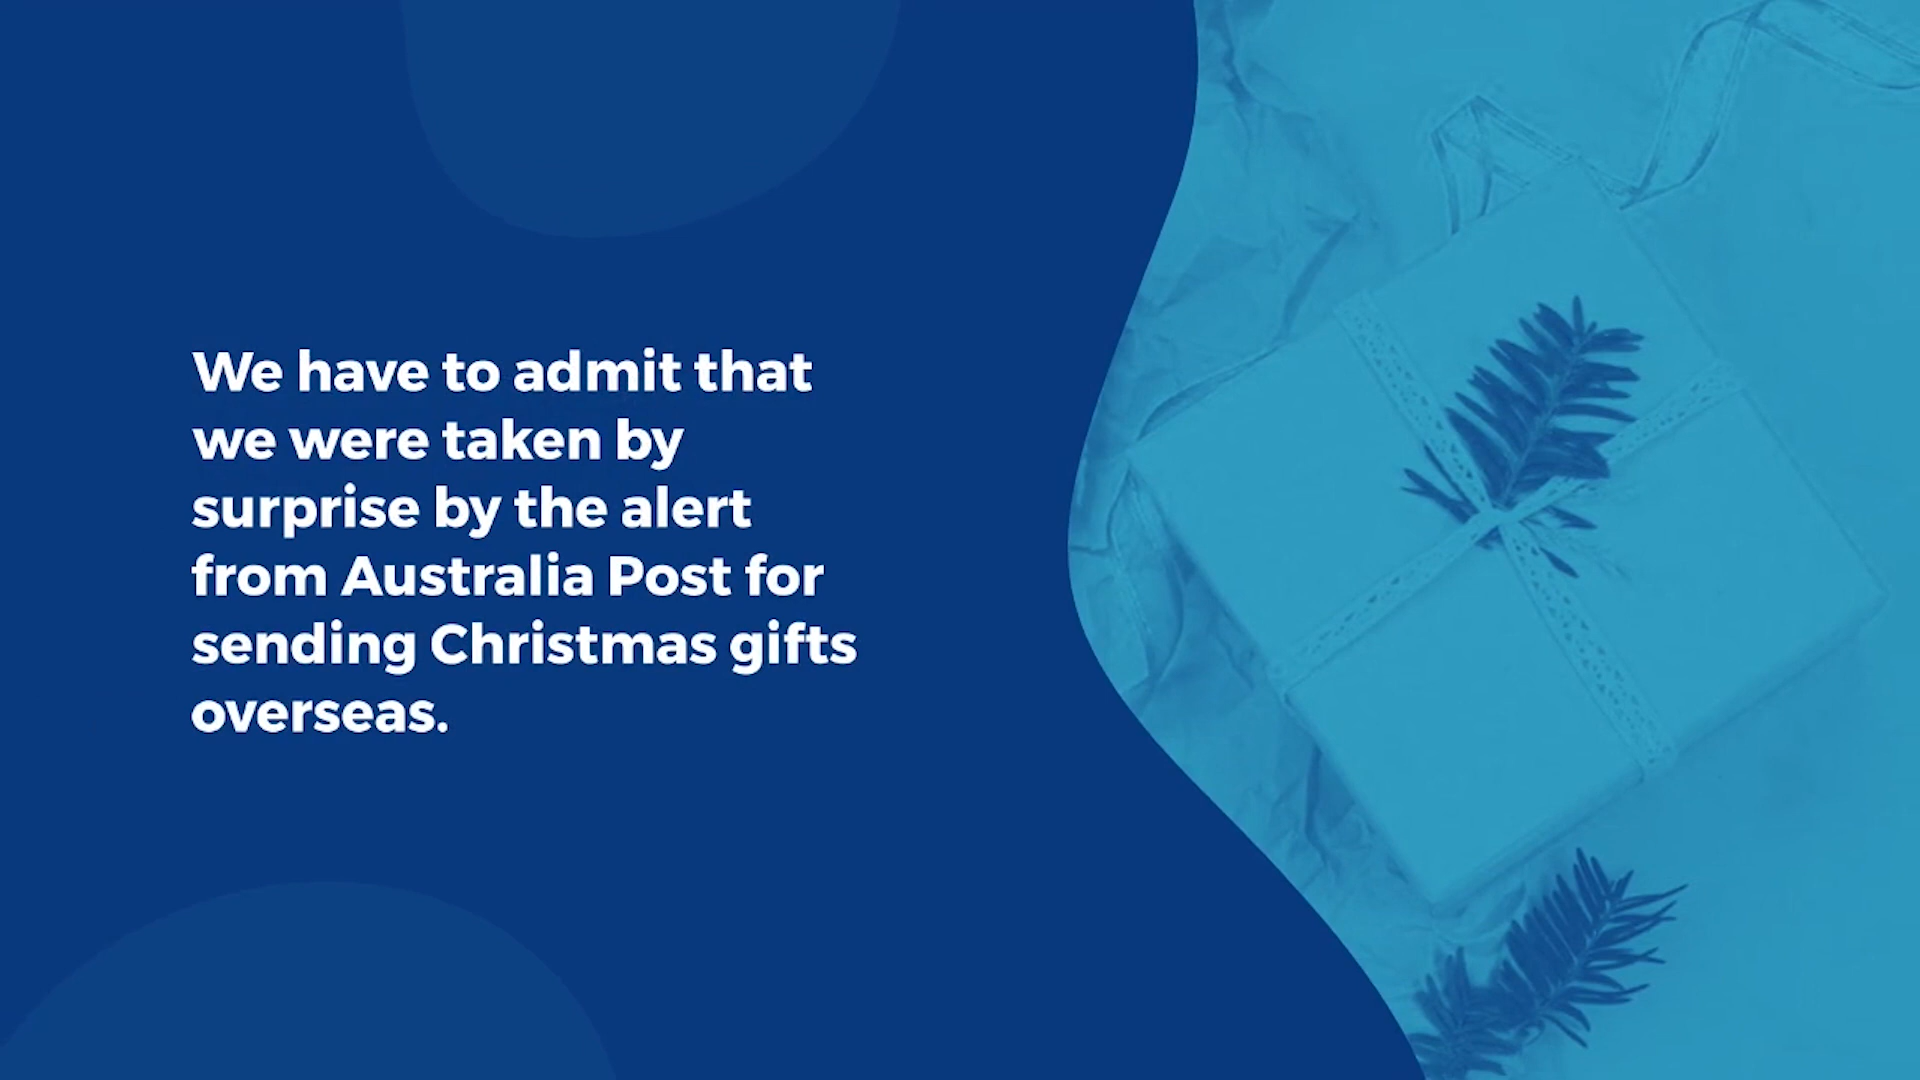 We have to admit that
we were taken by
surprise by the alert
from Australia Post for
sending Christmas gifts
overseas.